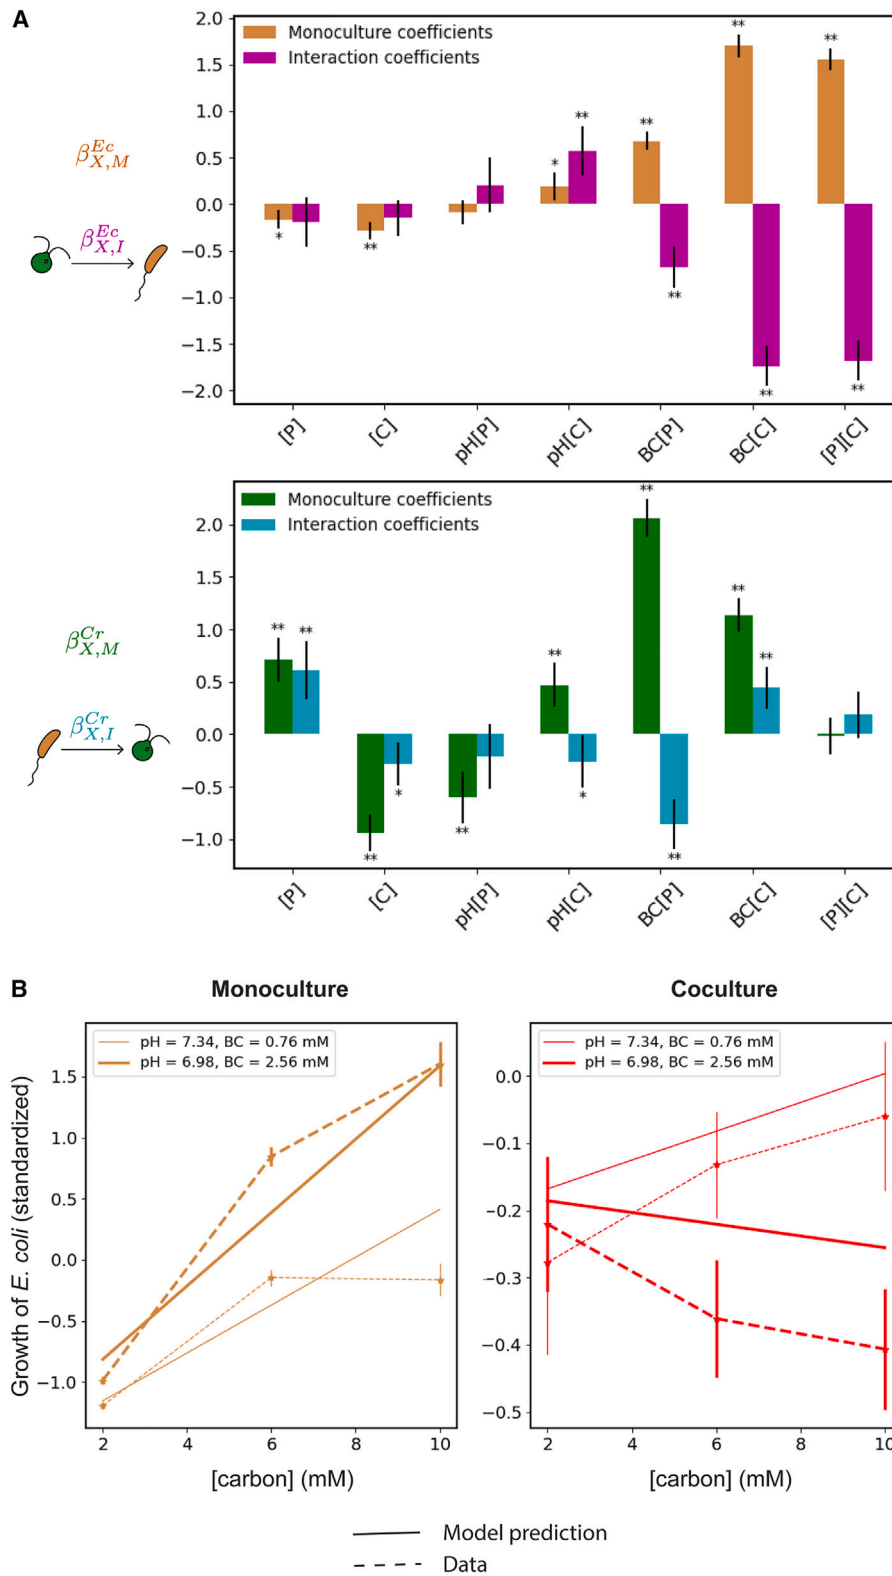 A
Monoculture coefficients
Interaction coefficients
2.0
1.5
1.0
0.5
0.0
−0.5
−1.0
−1.5
−2.0
β^{Ec}_{X,M}
β^{Ec}_{X,I}
*
**
*
**
**
**
**
**
**
**
[P]
[C]
pH[P]
pH[C]
BC[P]
BC[C]
[P][C]
Monoculture coefficients
Interaction coefficients
2.0
1.5
1.0
0.5
0.0
−0.5
−1.0
β^{Cr}_{X,M}
β^{Cr}_{X,I}
**
**
**
*
**
**
*
**
**
**
**
[P]
[C]
pH[P]
pH[C]
BC[P]
BC[C]
[P][C]
B
Monoculture
Coculture
pH = 7.34, BC = 0.76 mM
pH = 6.98, BC = 2.56 mM
1.5
1.0
0.5
0.0
−0.5
−1.0
Growth of E. coli (standardized)
2
4
6
8
10
[carbon] (mM)
pH = 7.34, BC = 0.76 mM
pH = 6.98, BC = 2.56 mM
0.0
−0.1
−0.2
−0.3
−0.4
−0.5
2
4
6
8
10
[carbon] (mM)
Model prediction
Data